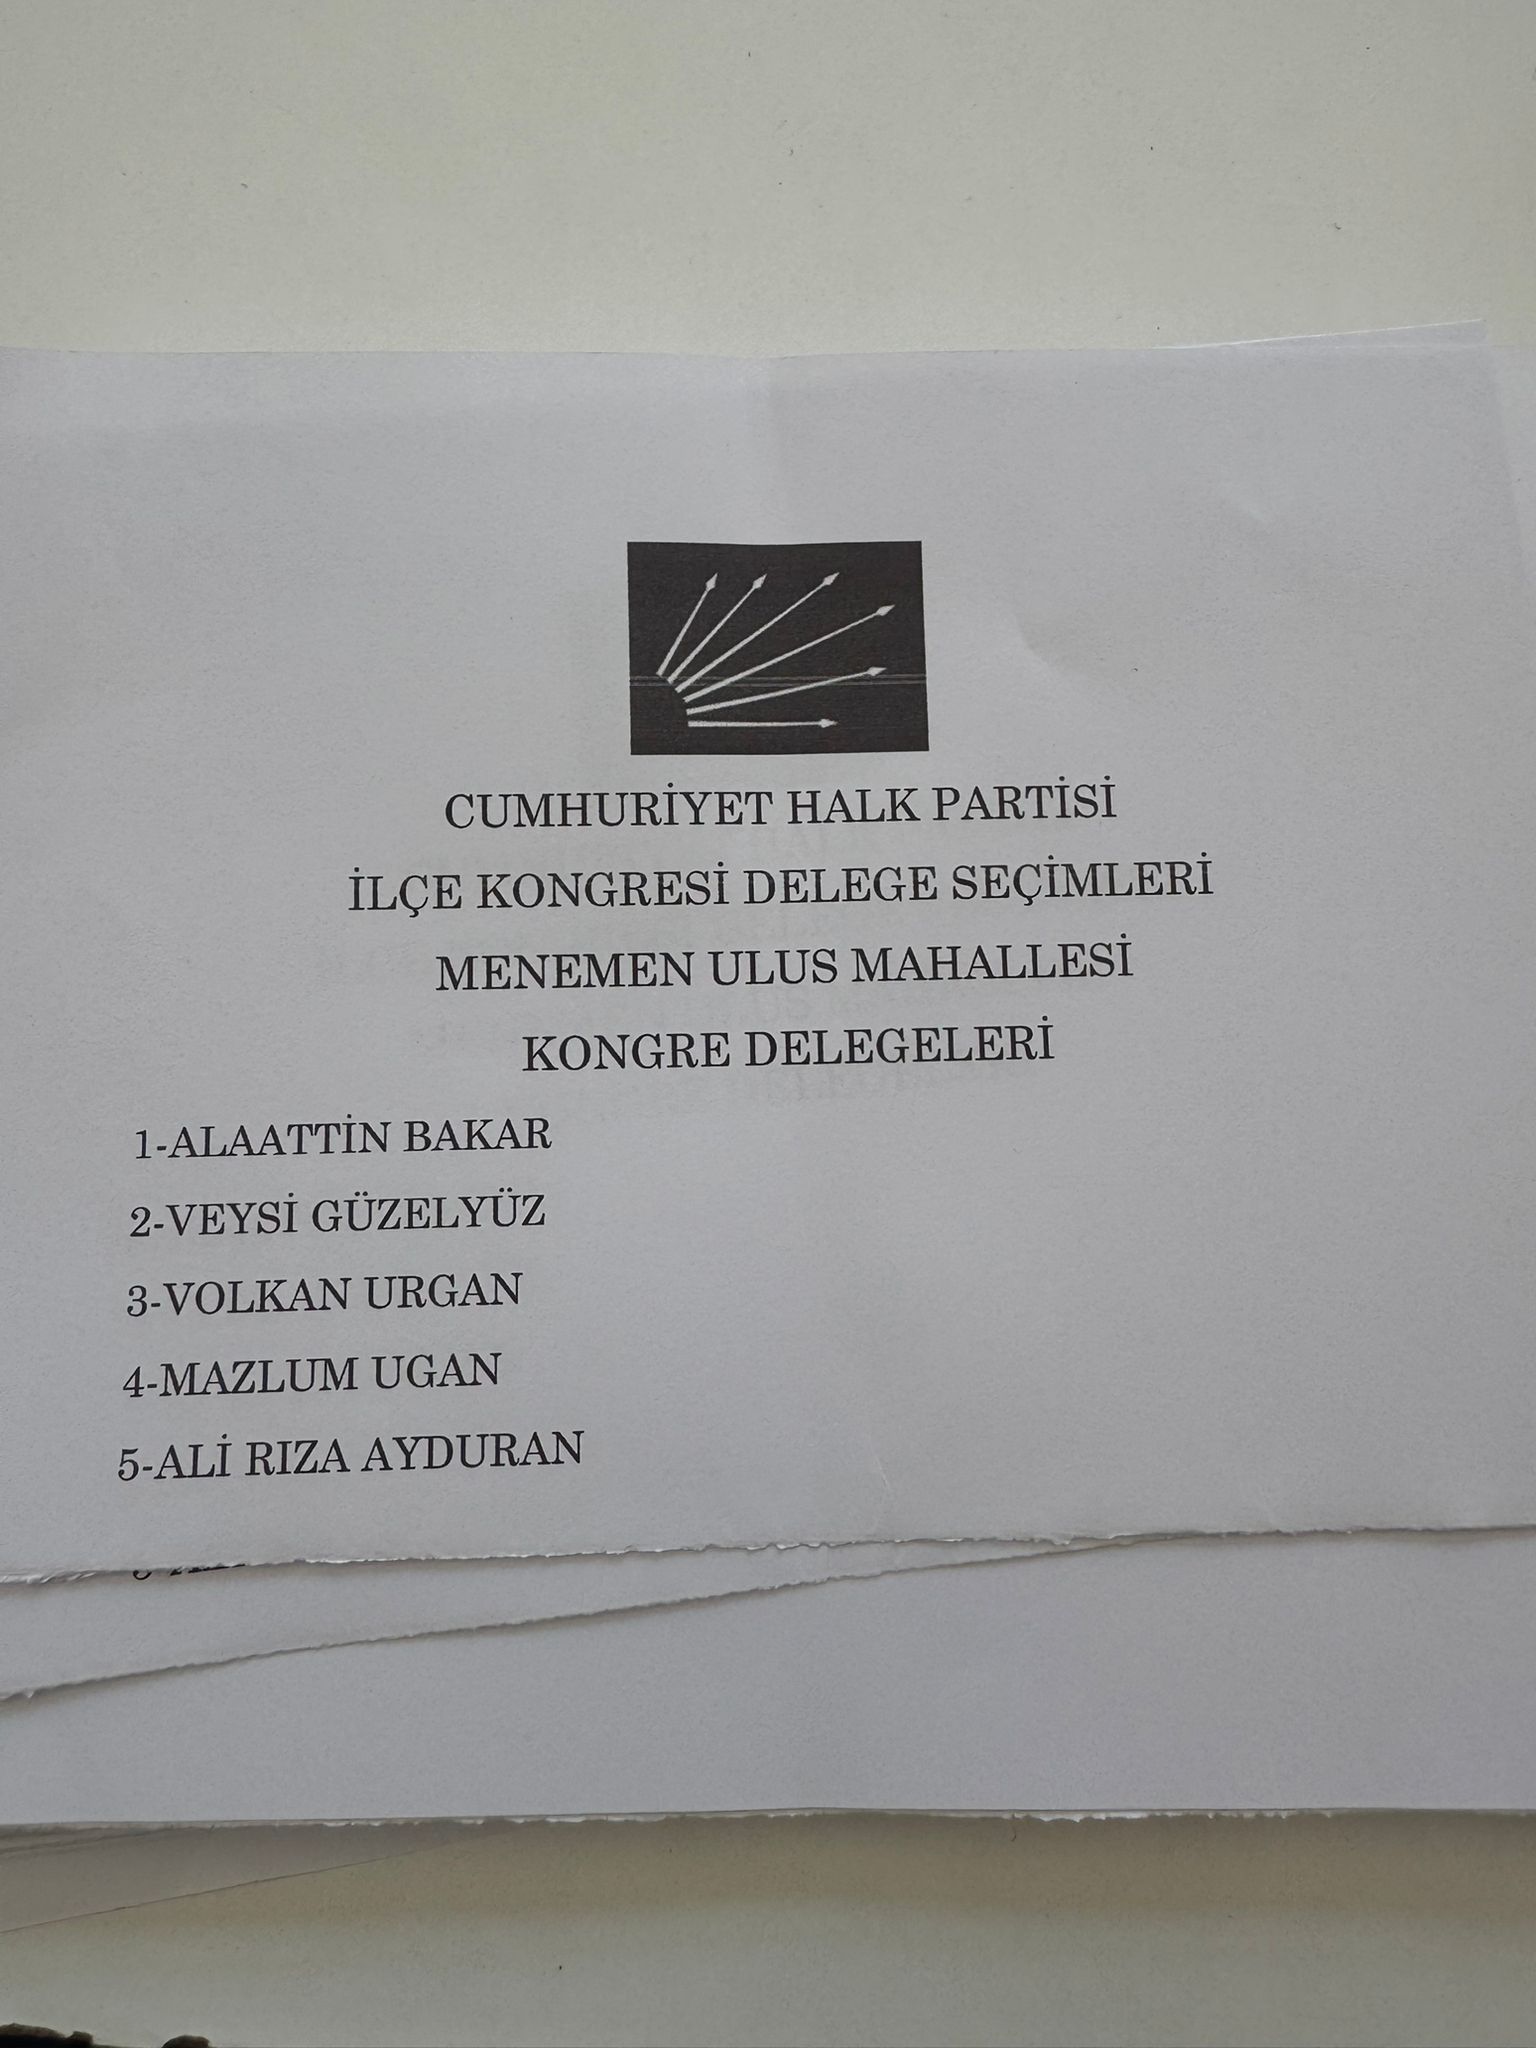 CUMHURİYET HALK PARTİSİ
İLÇE KONGRESİ DELEGE SEÇİMLERİ
MENEMEN ULUS MAHALLESİ
KONGRE DELEGELERİ
1-ALAATTİN BAKAR
2-VEYSİ GÜZELYÜZ
3-VOLKAN URGAN
4-MAZLUM UGAN
5-ALİ RIZA AYDURAN